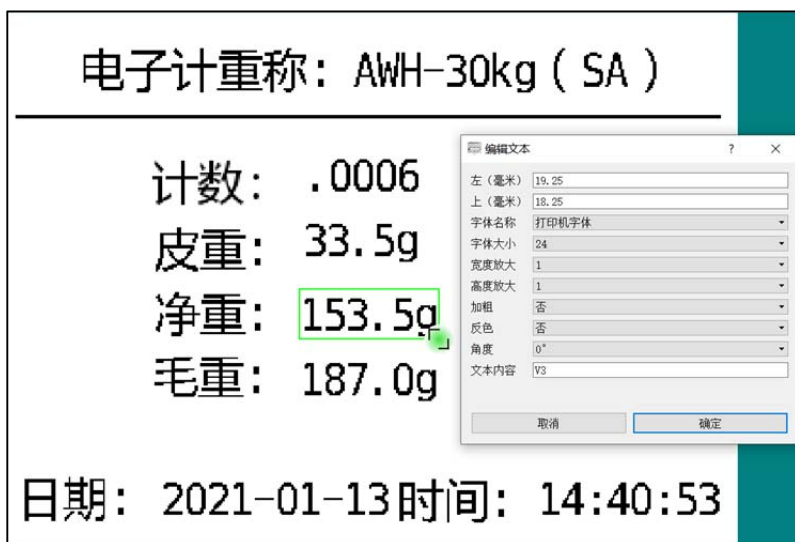 电子计重称: AWH-30kg(SA)
计数: .0006
皮重: 33.5g
净重: 153.5g
毛重: 187.0g
日期: 2021-01-13时间: 14:40:53
编辑文本 ? ×
左（毫米） 19.25
上（毫米） 18.25
字体名称 打印机字体
字体大小 24
宽度放大 1
高度放大 1
加粗 否
反色 否
角度 0°
文本内容 V3
取消 确定